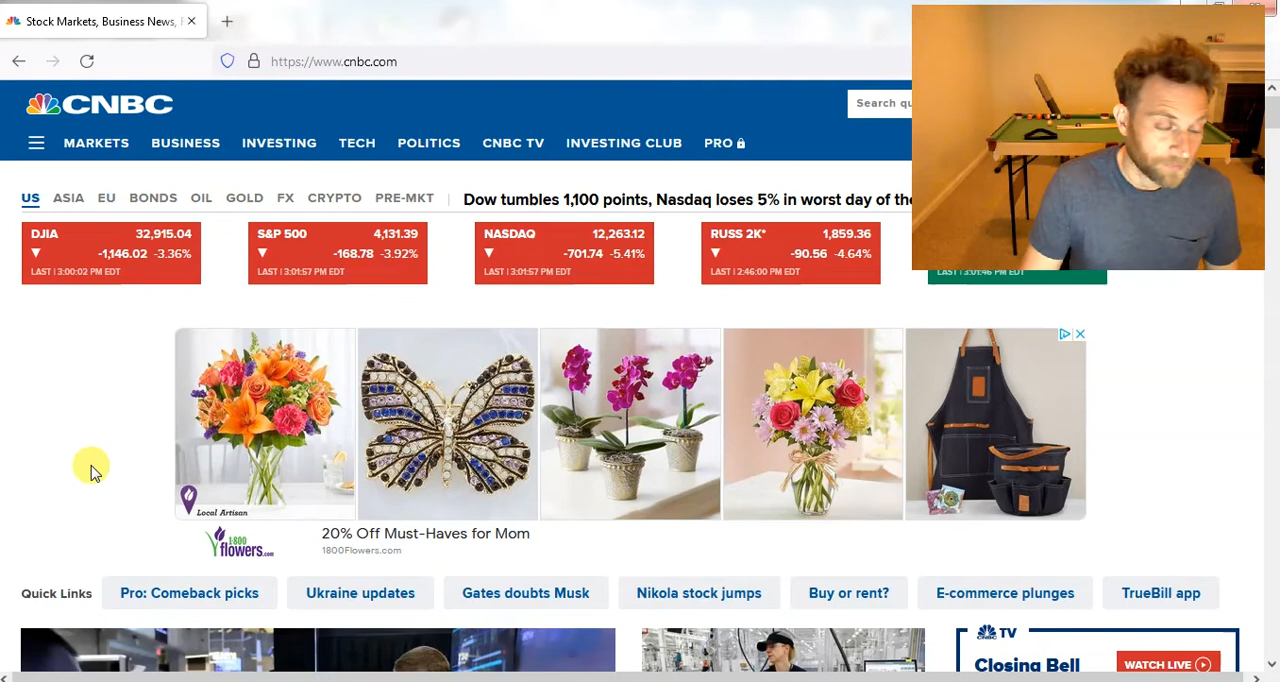 Stock Markets, Business News,
https://www.cnbc.com
CNBC
Search qu
MARKETS BUSINESS INVESTING TECH POLITICS CNBC TV INVESTING CLUB PRO
US ASIA EU BONDS OIL GOLD FX CRYPTO PRE-MKT
Dow tumbles 1,100 points, Nasdaq loses 5% in worst day of the
DJIA 32,915.04
-1,146.02 -3.36%
LAST | 3:00:02 PM EDT
S&P 500 4,131.39
-168.78 -3.92%
LAST | 3:01:57 PM EDT
NASDAQ 12,263.12
-701.74 -5.41%
LAST | 3:01:57 PM EDT
RUSS 2K* 1,859.36
-90.56 -4.64%
LAST | 2:46:00 PM EDT
LAST | 3:01:46 PM EDT
Local Artisan
1·800
flowers.com
20% Off Must-Haves for Mom
1800Flowers.com
Quick Links Pro: Comeback picks Ukraine updates Gates doubts Musk Nikola stock jumps Buy or rent? E-commerce plunges TrueBill app
TV
Closing Bell
WATCH LIVE